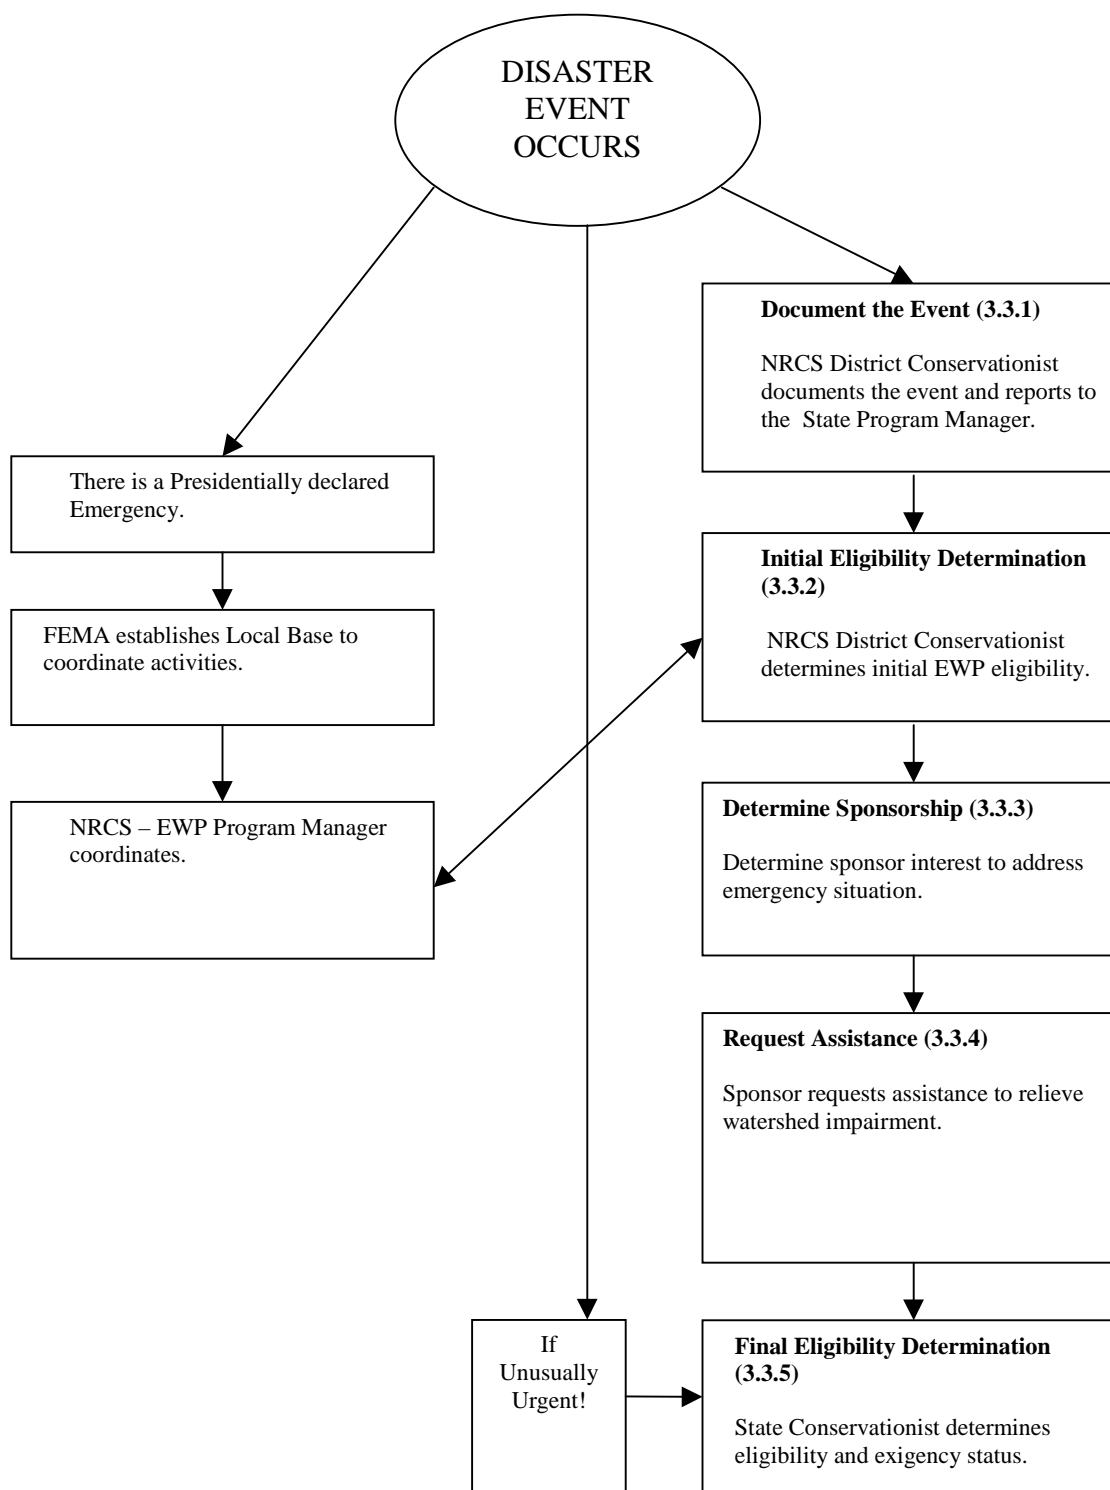 DISASTER
EVENT
OCCURS
Document the Event (3.3.1)
NRCS District Conservationist
documents the event and reports to
the State Program Manager.
There is a Presidentially declared
Emergency.
Initial Eligibility Determination
(3.3.2)
NRCS District Conservationist
determines initial EWP eligibility.
FEMA establishes Local Base to
coordinate activities.
NRCS – EWP Program Manager
coordinates.
Determine Sponsorship (3.3.3)
Determine sponsor interest to address
emergency situation.
Request Assistance (3.3.4)
Sponsor requests assistance to relieve
watershed impairment.
If
Unusually
Urgent!
Final Eligibility Determination
(3.3.5)
State Conservationist determines
eligibility and exigency status.